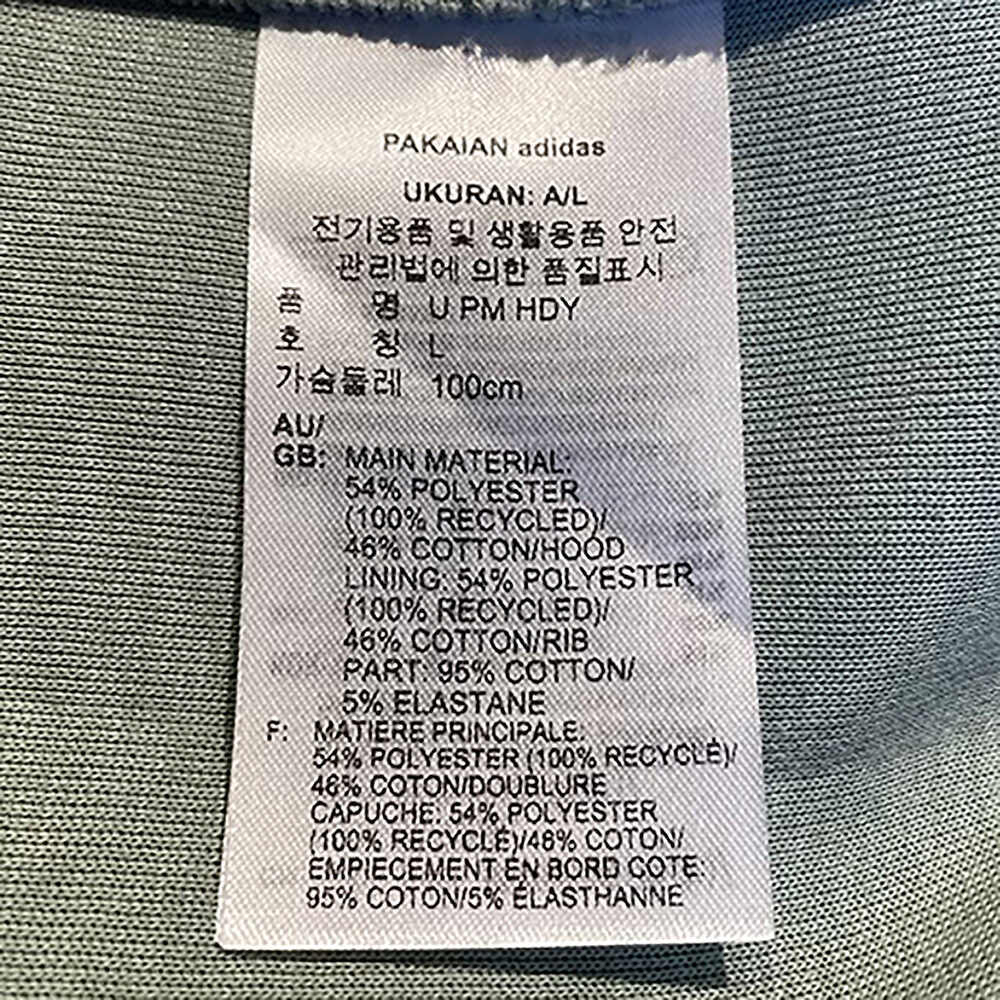 PAKAIAN adidas
UKURAN: A/L
전기용품 및 생활용품 안전
관리법에 의한 품질표시
품 명 U PM HDY
호 칭 L
가슴둘레 100cm
AU/
GB: MAIN MATERIAL:
54% POLYESTER
(100% RECYCLED)/
46% COTTON/HOOD
LINING: 54% POLYESTER
(100% RECYCLED)/
46% COTTON/RIB
PART: 95% COTTON/
5% ELASTANE
F: MATIERE PRINCIPALE:
54% POLYESTER (100% RECYCLÉ)/
46% COTON/DOUBLURE
CAPUCHE: 54% POLYESTER
(100% RECYCLÉ)/46% COTON/
EMPIECEMENT EN BORD COTE:
95% COTON/5% ÉLASTHANNE